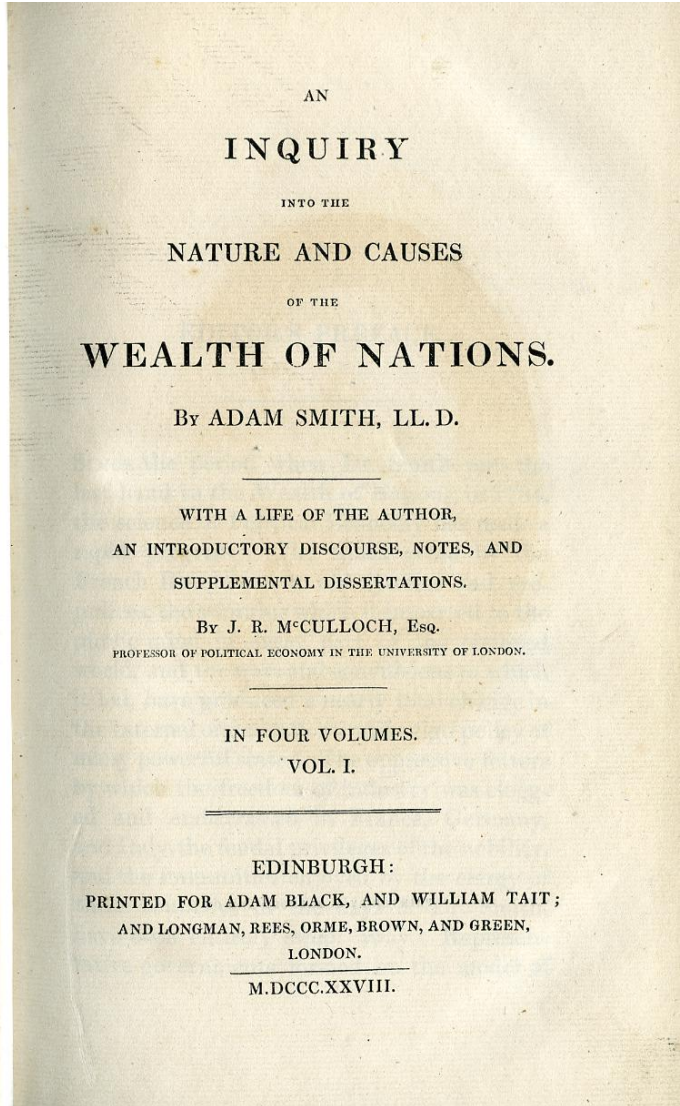 AN
INQUIRY
INTO THE
NATURE AND CAUSES
OF THE
WEALTH OF NATIONS.
By ADAM SMITH, LL. D.
WITH A LIFE OF THE AUTHOR,
AN INTRODUCTORY DISCOURSE, NOTES, AND
SUPPLEMENTAL DISSERTATIONS.
By J. R. McCULLOCH, Esq.
PROFESSOR OF POLITICAL ECONOMY IN THE UNIVERSITY OF LONDON.
IN FOUR VOLUMES.
VOL. I.
EDINBURGH:
PRINTED FOR ADAM BLACK, AND WILLIAM TAIT;
AND LONGMAN, REES, ORME, BROWN, AND GREEN,
LONDON.
M.DCCC.XXVIII.